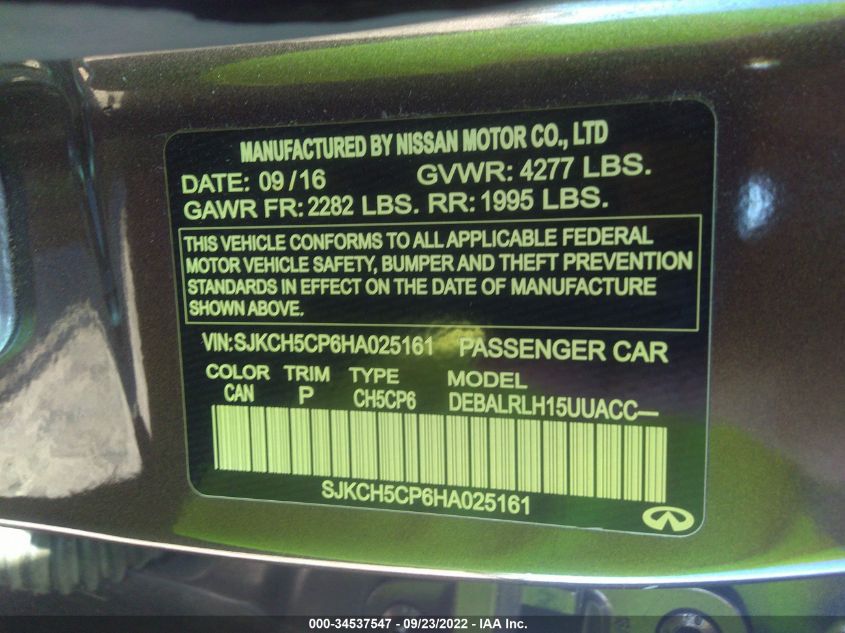 MANUFACTURED BY NISSAN MOTOR CO., LTD
DATE: 09 /16 GVWR: 4277 LBS.
GAWR FR: 2282 LBS. RR: 1995 LBS.
THIS VEHICLE CONFORMS TO ALL APPLICABLE FEDERAL
MOTOR VEHICLE SAFETY, BUMPER AND THEFT PREVENTION
STANDARDS IN EFFECT ON THE DATE OF MANUFACTURE
SHOWN ABOVE.
VIN:SJKCH5CP6HA025161 PASSENGER CAR
COLOR TRIM TYPE MODEL
CAN P CH5CP6 DEBALRLH15UUACC—
SJKCH5CP6HA025161
000-34537547 / 09/23/2022 - IAA Inc.